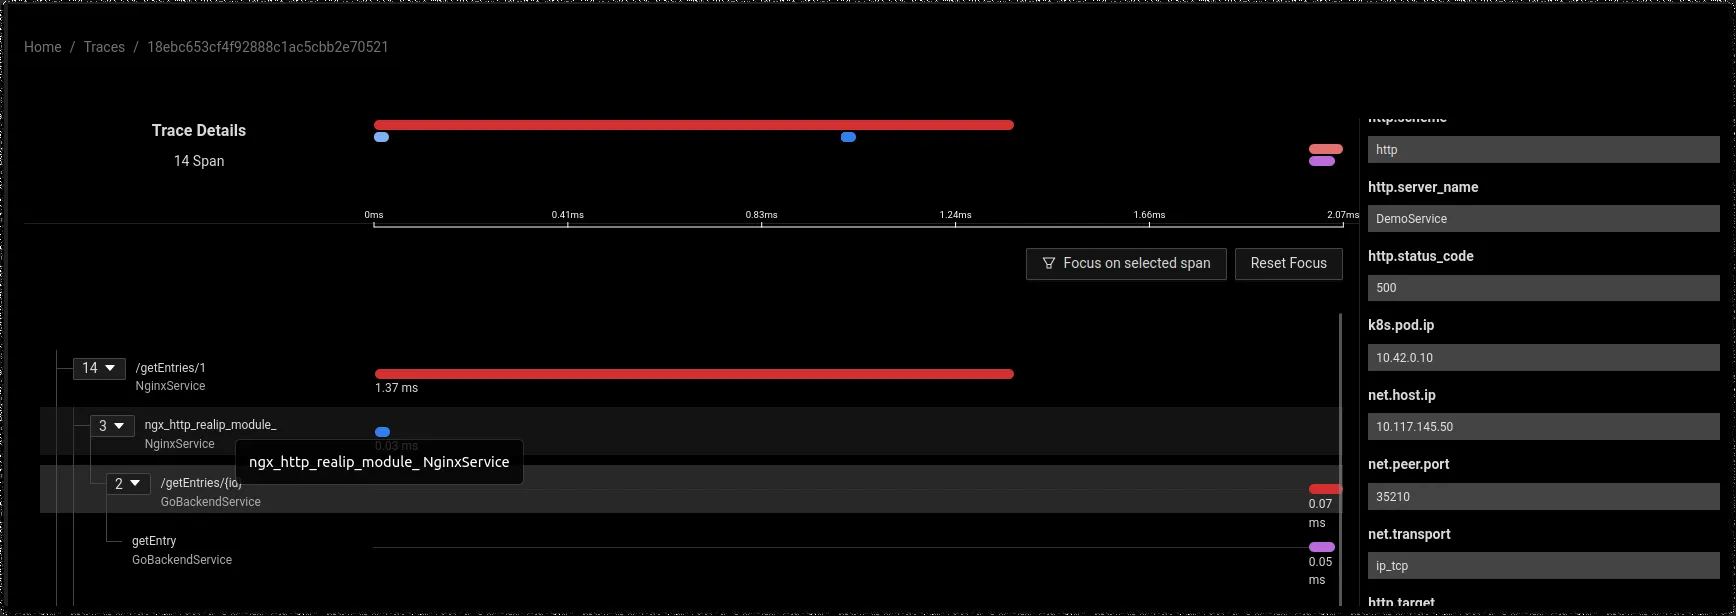 Home / Traces / 18ebc653cf4f92888c1ac5cbb2e70521
Trace Details
14 Span
0ms 0.41ms 0.83ms 1.24ms 1.66ms 2.07ms
Focus on selected span
Reset Focus
14 /getEntries/1
NginxService
1.37 ms
3 ngx_http_realip_module_
NginxService
0.03 ms
ngx_http_realip_module_ NginxService
2 /getEntries/{id}
GoBackendService
0.07
ms
getEntry
GoBackendService
0.05
ms
http.scheme
http
http.server_name
DemoService
http.status_code
500
k8s.pod.ip
10.42.0.10
net.host.ip
10.117.145.50
net.peer.port
35210
net.transport
ip_tcp
http.target